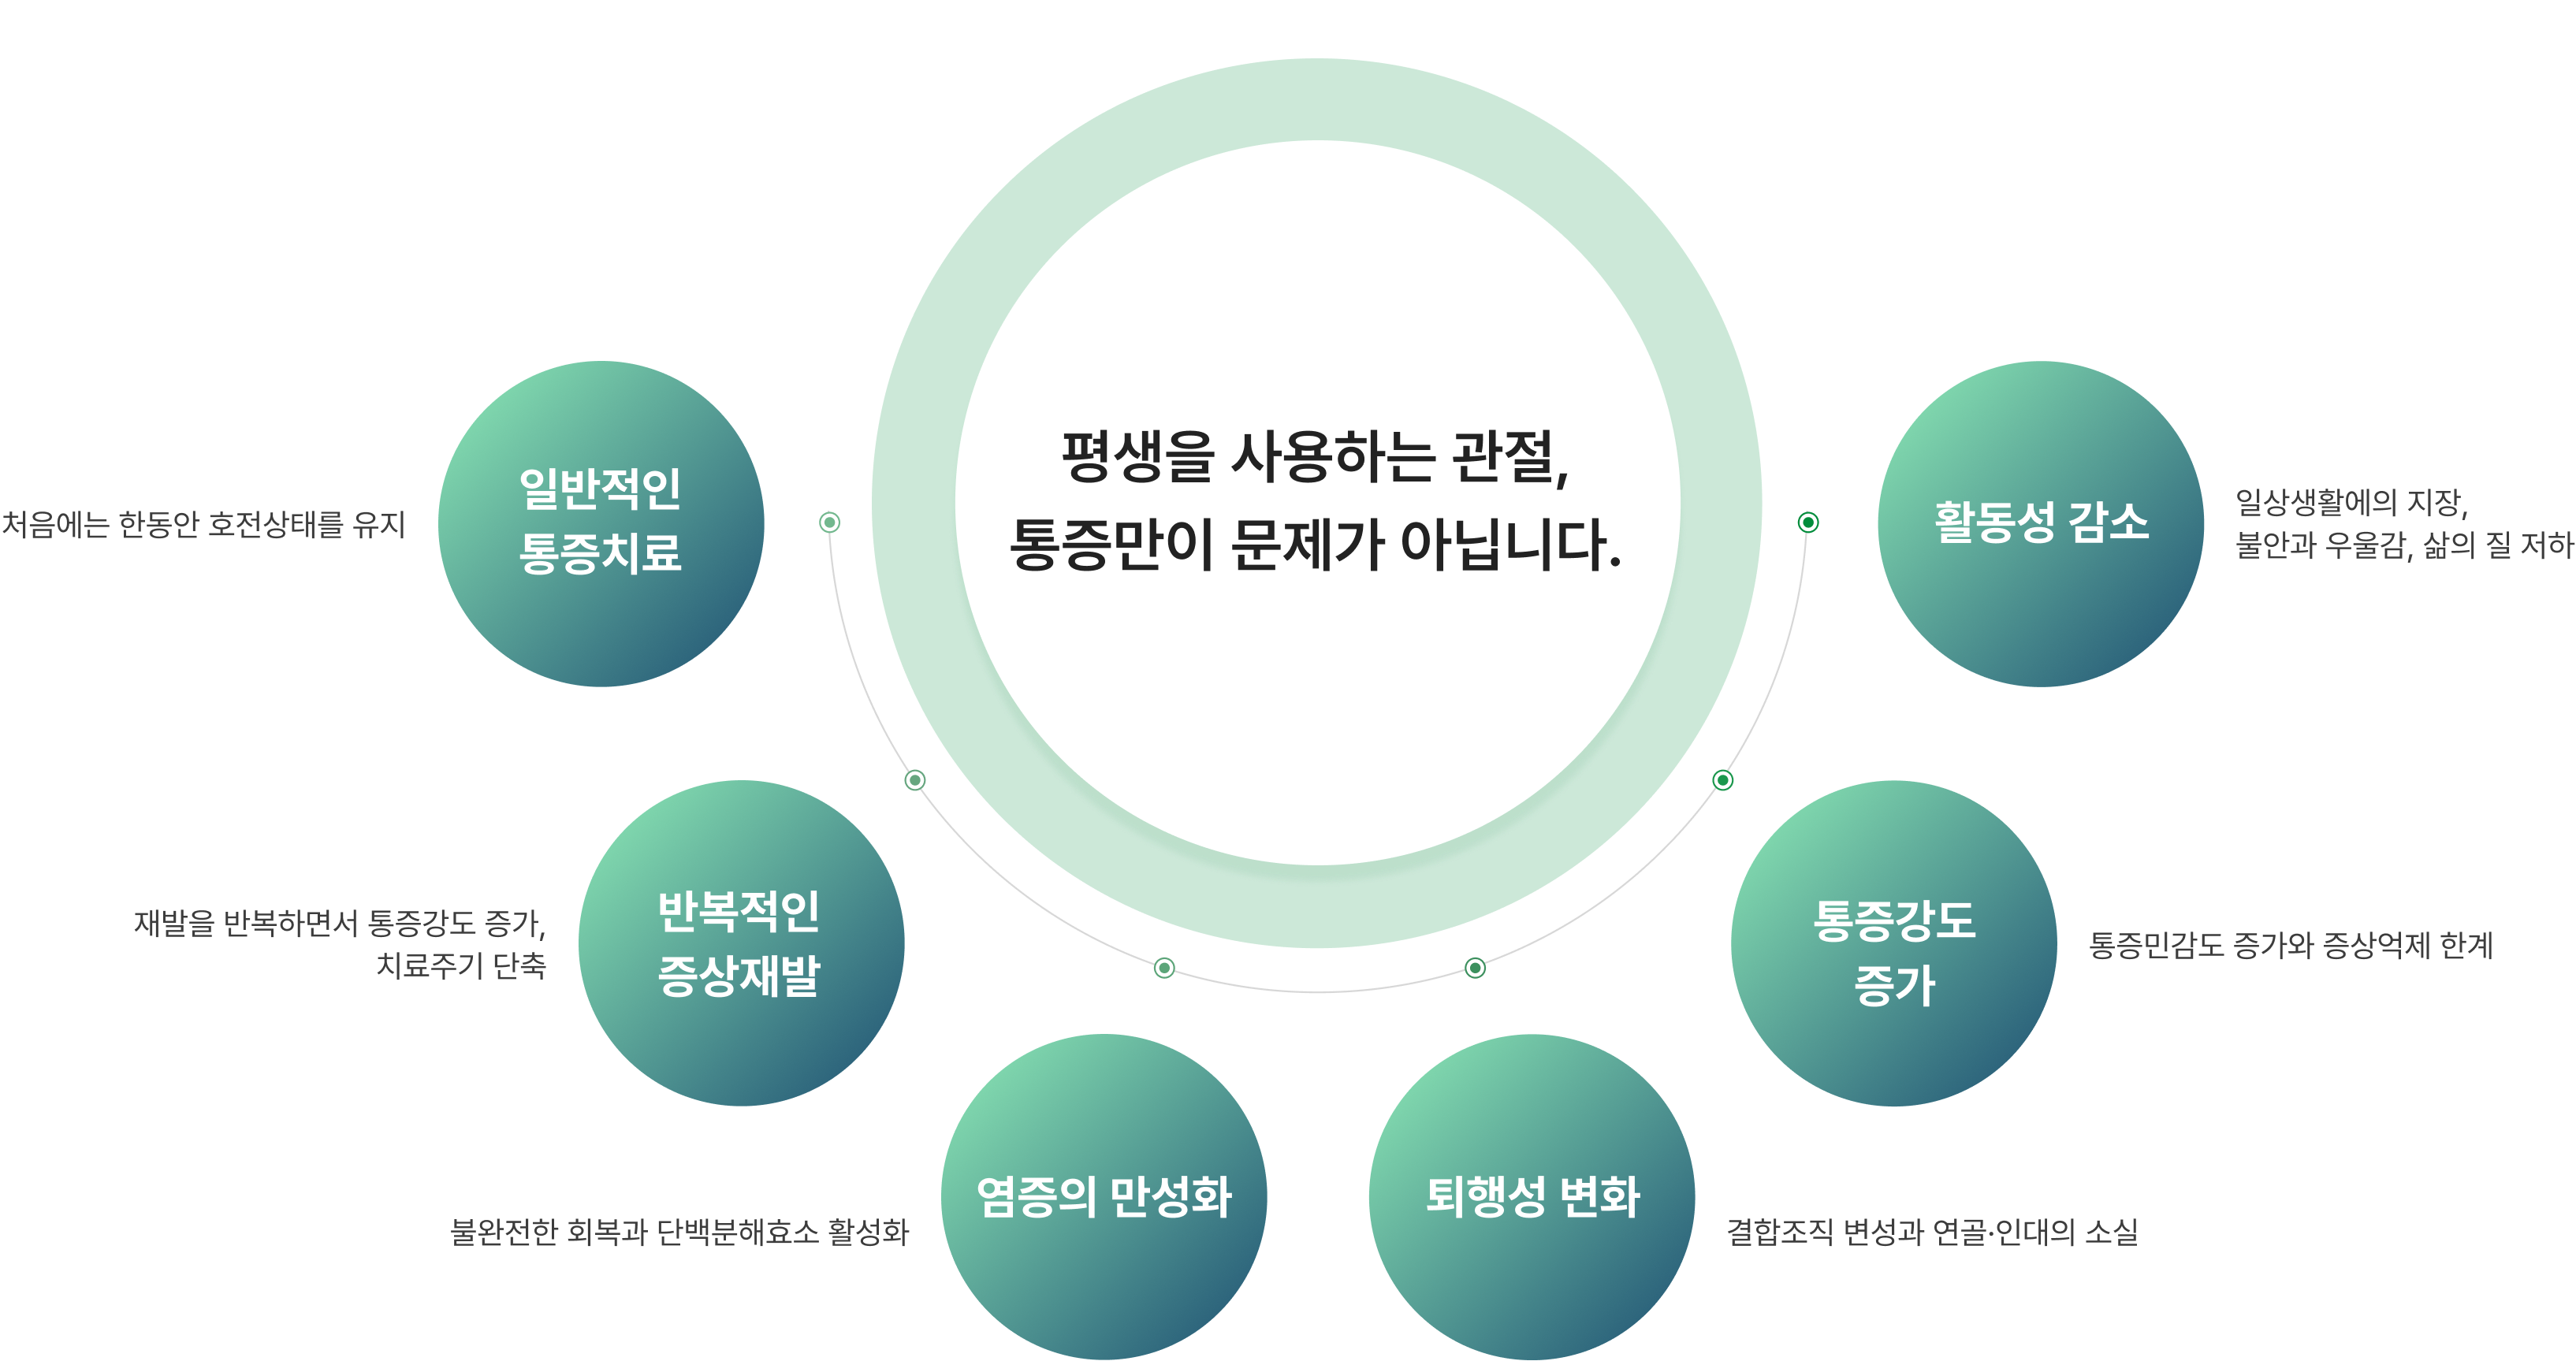 평생을 사용하는 관절,
통증만이 문제가 아닙니다.
일반적인
통증치료
처음에는 한동안 호전상태를 유지
반복적인
증상재발
재발을 반복하면서 통증강도 증가,
치료주기 단축
염증의 만성화
불완전한 회복과 단백분해효소 활성화
퇴행성 변화
결합조직 변성과 연골·인대의 소실
통증강도
증가
통증민감도 증가와 증상억제 한계
활동성 감소
일상생활에의 지장,
불안과 우울감, 삶의 질 저하